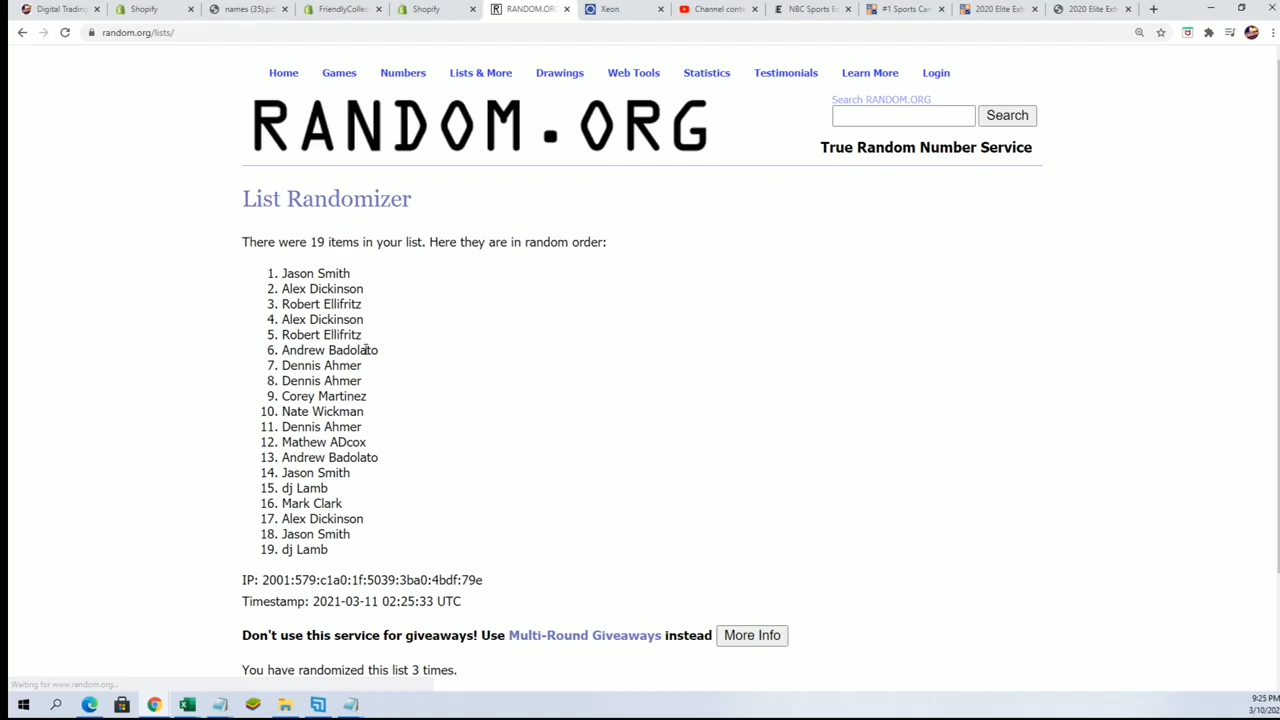 Digital Trading
Shopify
names (35).pd
FriendlyCollec
Shopify
RANDOM.ORG
Xeon
Channel conte
NBC Sports E
#1 Sports Car
2020 Elite Ext
2020 Elite Ext
random.org/lists/
Home Games Numbers Lists & More Drawings Web Tools Statistics Testimonials Learn More Login
Search RANDOM.ORG
RANDOM.ORG
Search
True Random Number Service
List Randomizer
There were 19 items in your list. Here they are in random order:
1. Jason Smith
2. Alex Dickinson
3. Robert Ellifritz
4. Alex Dickinson
5. Robert Ellifritz
6. Andrew Badolato
7. Dennis Ahmer
8. Dennis Ahmer
9. Corey Martinez
10. Nate Wickman
11. Dennis Ahmer
12. Mathew ADcox
13. Andrew Badolato
14. Jason Smith
15. dj Lamb
16. Mark Clark
17. Alex Dickinson
18. Jason Smith
19. dj Lamb
IP: 2001:579:c1a0:1f:5039:3ba0:4bdf:79e
Timestamp: 2021-03-11 02:25:33 UTC
Don't use this service for giveaways! Use Multi-Round Giveaways instead More Info
You have randomized this list 3 times.
Waiting for www.random.org...
9:25 PM
3/10/202